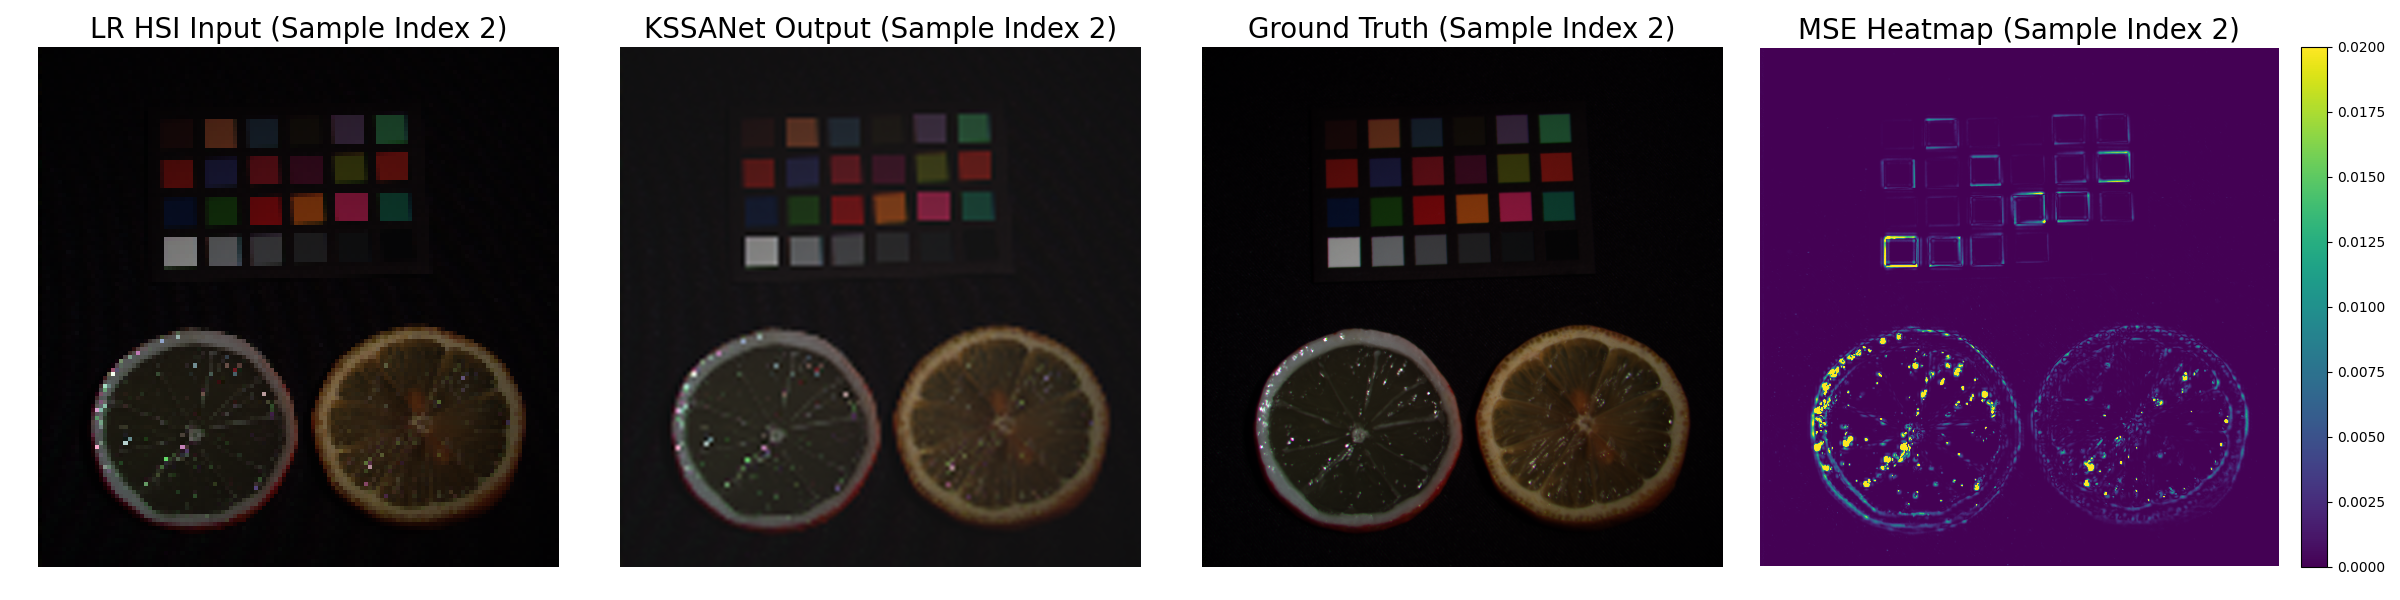 LR HSI Input (Sample Index 2)
KSSANet Output (Sample Index 2)
Ground Truth (Sample Index 2)
MSE Heatmap (Sample Index 2)
0.0200
0.0175
0.0150
0.0125
0.0100
0.0075
0.0050
0.0025
0.0000